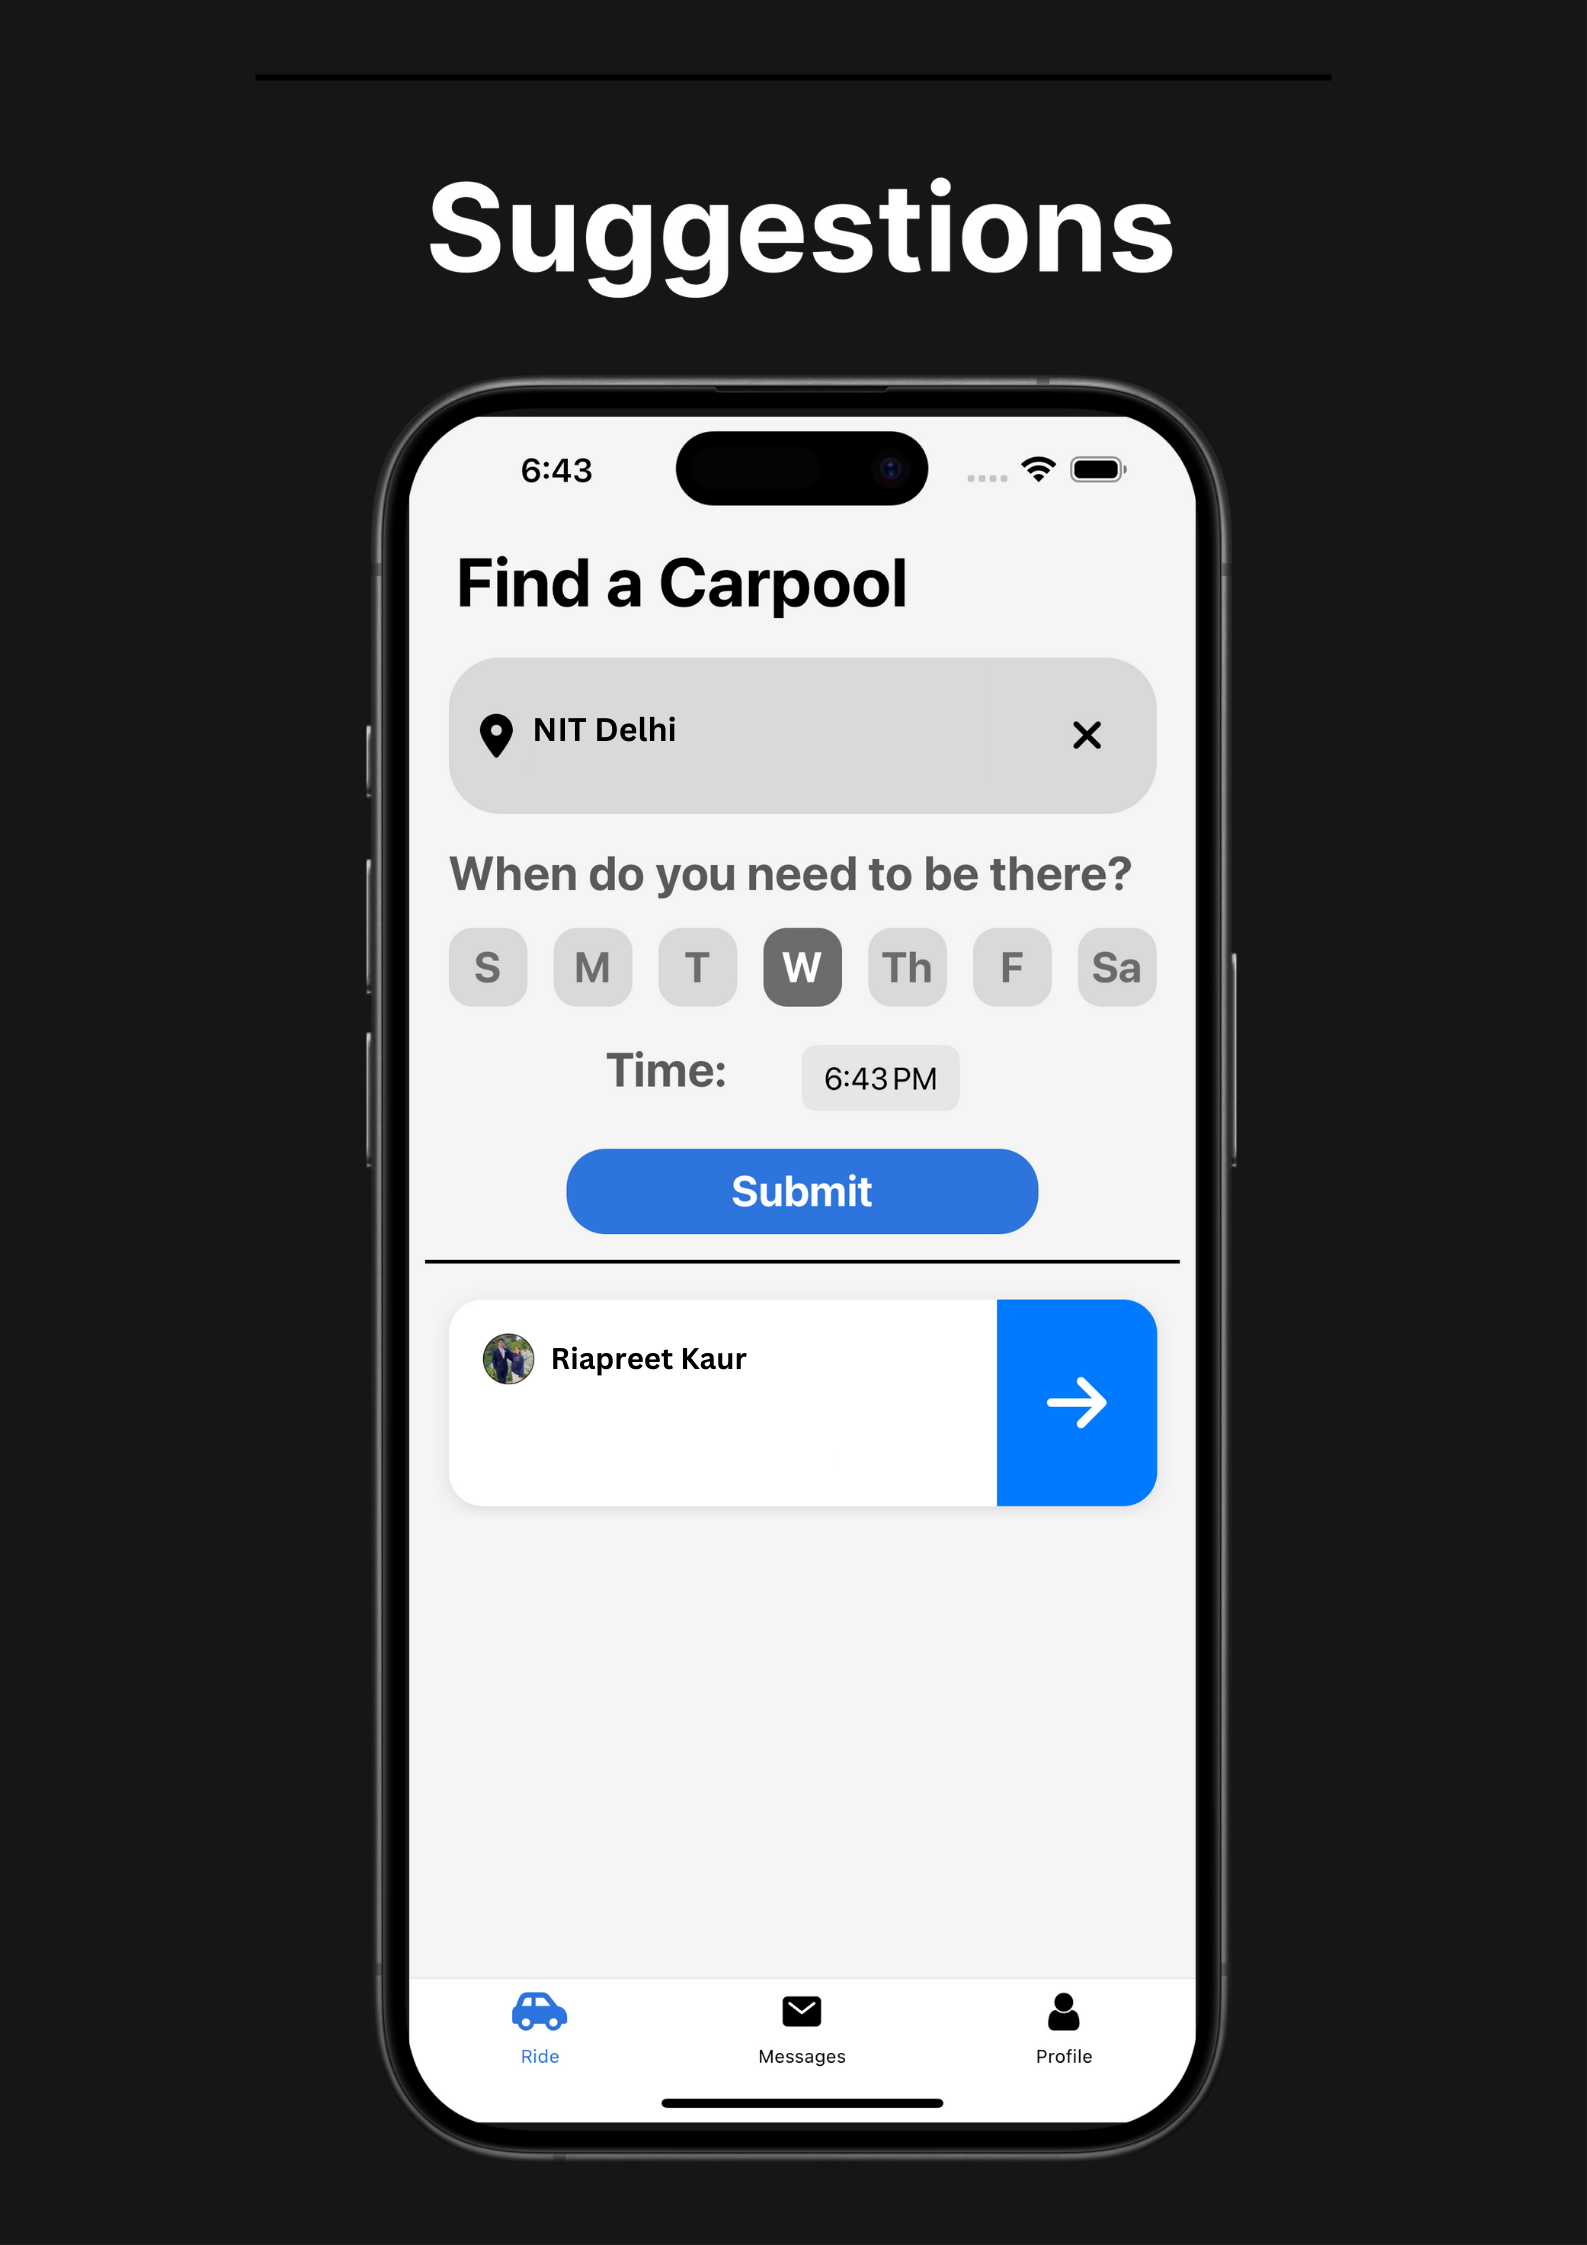 Suggestions
6:43
Find a Carpool
NIT Delhi
When do you need to be there?
S M T W Th F Sa
Time: 6:43 PM
Submit
Riapreet Kaur
Ride Messages Profile